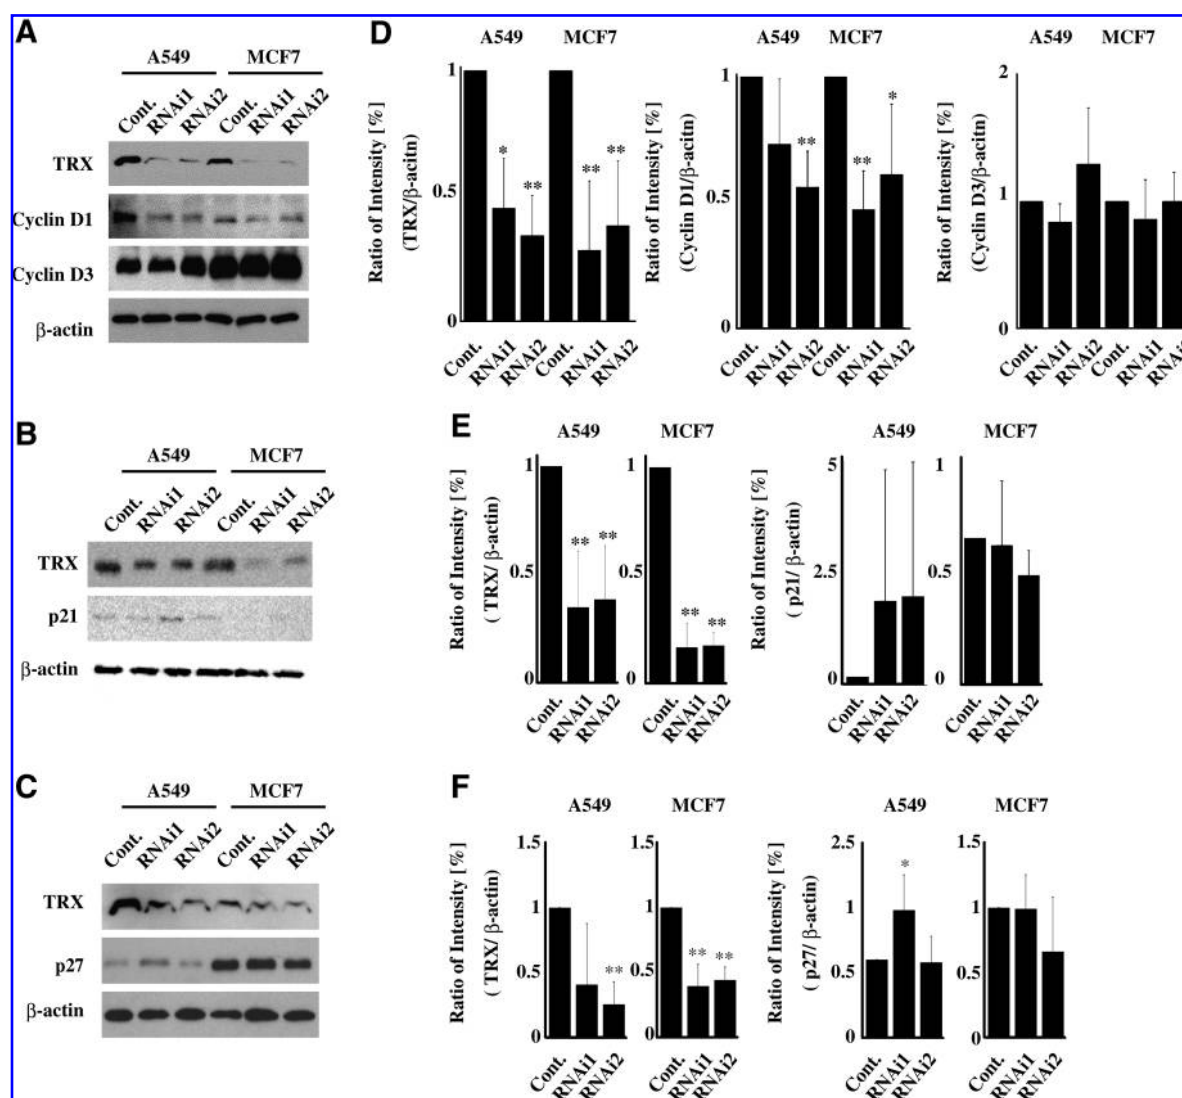 A
A549 MCF7
Cont. RNAi1 RNAi2 Cont. RNAi1 RNAi2
TRX
Cyclin D1
Cyclin D3
β-actin
D
A549 MCF7
Ratio of Intensity [%]
(TRX/β-acitn)
1
0.5
0
** ** ** *
Cont. RNAi1 RNAi2 Cont. RNAi1 RNAi2
A549 MCF7
Ratio of Intensity [%]
(Cyclin D1/β-acitn)
1
0.5
0
** ** *
Cont. RNAi1 RNAi2 Cont. RNAi1 RNAi2
A549 MCF7
Ratio of Intensity [%]
(Cyclin D3/β-acitn)
2
1
0
Cont. RNAi1 RNAi2 Cont. RNAi1 RNAi
B
A549 MCF7
Cont. RNAi1 RNAi2 Cont. RNAi1 RNAi2
TRX
p21
β-actin
E
A549 MCF7
Ratio of Intensity [%]
( TRX/ β-actin)
1 1
0.5 0.5
0 0
** ** ** **
Cont. RNAi1 RNAi2 Cont. RNAi1 RNAi2
A549 MCF7
Ratio of Intensity [%]
( p21/ β-actin)
5 1
2.5 0.5
0 0
Cont. RNAi1 RNAi2 Cont. RNAi1 RNAi2
C
A549 MCF7
Cont. RNAi1 RNAi2 Cont. RNAi1 RNAi2
TRX
p27
β-actin
F
A549 MCF7
Ratio of Intensity [%]
( TRX/ β-actin)
1.5 1.5
1 1
0.5 0.5
0 0
** ** **
Cont. RNAi1 RNAi2 Cont. RNAi1 RNAi2
A549 MCF7
Ratio of Intensity [%]
( p27/ β-actin)
2.5 1.5
1 1
0.5 0.5
0 0
*
Cont. RNAi1 RNAi2 Cont. RNAi1 RNAi2